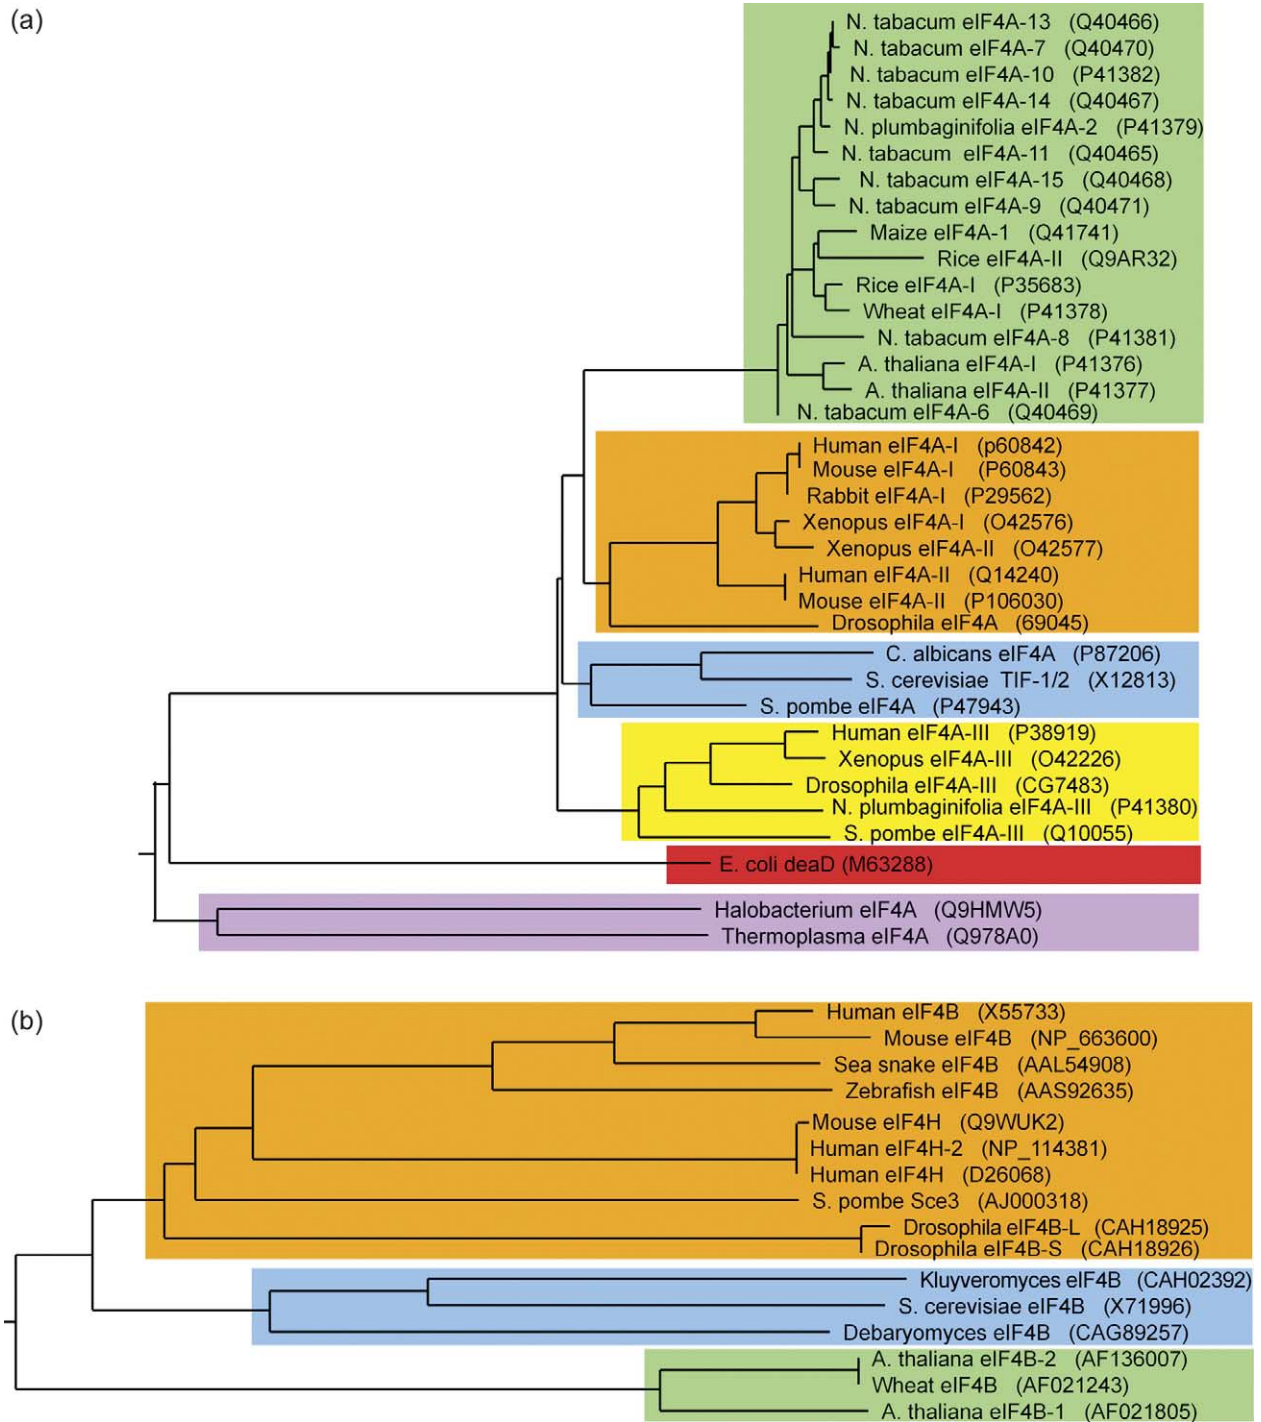 (a)
N. tabacum eIF4A-13 (Q40466)
N. tabacum eIF4A-7 (Q40470)
N. tabacum eIF4A-10 (P41382)
N. tabacum eIF4A-14 (Q40467)
N. plumbaginifolia eIF4A-2 (P41379)
N. tabacum eIF4A-11 (Q40465)
N. tabacum eIF4A-15 (Q40468)
N. tabacum eIF4A-9 (Q40471)
Maize eIF4A-1 (Q41741)
Rice eIF4A-II (Q9AR32)
Rice eIF4A-I (P35683)
Wheat eIF4A-I (P41378)
N. tabacum eIF4A-8 (P41381)
A. thaliana eIF4A-I (P41376)
A. thaliana eIF4A-II (P41377)
N. tabacum eIF4A-6 (Q40469)
Human eIF4A-I (p60842)
Mouse eIF4A-I (P60843)
Rabbit eIF4A-I (P29562)
Xenopus eIF4A-I (O42576)
Xenopus eIF4A-II (O42577)
Human eIF4A-II (Q14240)
Mouse eIF4A-II (P106030)
Drosophila eIF4A (69045)
C. albicans eIF4A (P87206)
S. cerevisiae TIF-1/2 (X12813)
S. pombe eIF4A (P47943)
Human eIF4A-III (P38919)
Xenopus eIF4A-III (O42226)
Drosophila eIF4A-III (CG7483)
N. plumbaginifolia eIF4A-III (P41380)
S. pombe eIF4A-III (Q10055)
E. coli deaD (M63288)
Halobacterium eIF4A (Q9HMW5)
Thermoplasma eIF4A (Q978A0)
(b)
Human eIF4B (X55733)
Mouse eIF4B (NP_663600)
Sea snake eIF4B (AAL54908)
Zebrafish eIF4B (AAS92635)
Mouse eIF4H (Q9WUK2)
Human eIF4H-2 (NP_114381)
Human eIF4H (D26068)
S. pombe Sce3 (AJ000318)
Drosophila eIF4B-L (CAH18925)
Drosophila eIF4B-S (CAH18926)
Kluyveromyces eIF4B (CAH02392)
S. cerevisiae eIF4B (X71996)
Debaryomyces eIF4B (CAG89257)
A. thaliana eIF4B-2 (AF136007)
Wheat eIF4B (AF021243)
A. thaliana eIF4B-1 (AF021805)